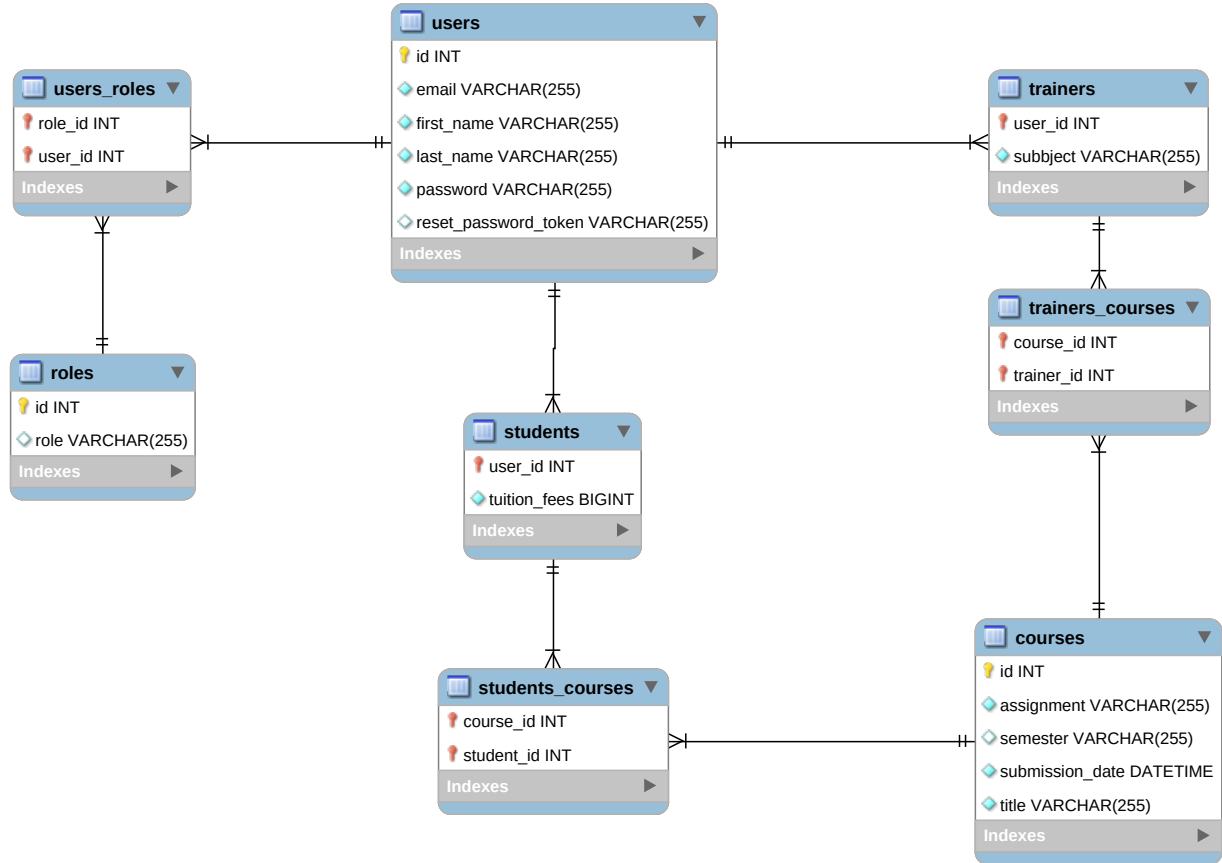 users
id INT
email VARCHAR(255)
first_name VARCHAR(255)
last_name VARCHAR(255)
password VARCHAR(255)
reset_password_token VARCHAR(255)
Indexes
users_roles
role_id INT
user_id INT
Indexes
trainers
user_id INT
subbject VARCHAR(255)
Indexes
trainers_courses
course_id INT
trainer_id INT
Indexes
roles
id INT
role VARCHAR(255)
Indexes
students
user_id INT
tuition_fees BIGINT
Indexes
students_courses
course_id INT
student_id INT
Indexes
courses
id INT
assignment VARCHAR(255)
semester VARCHAR(255)
submission_date DATETIME
title VARCHAR(255)
Indexes